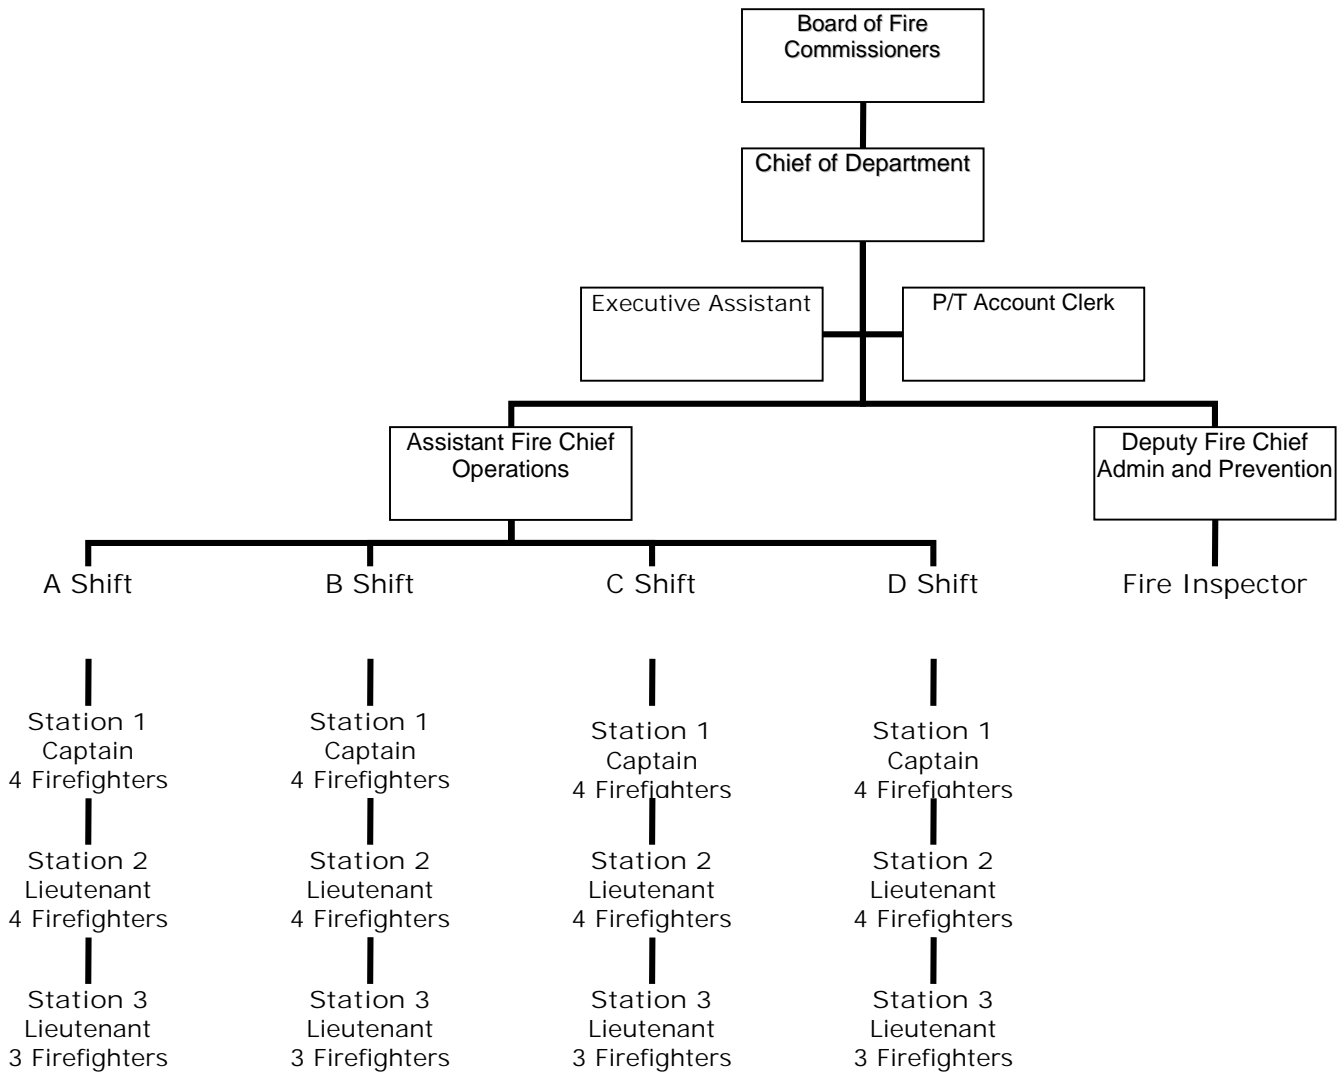 Board of Fire
Commissioners
Chief of Department
Executive Assistant
P/T Account Clerk
Assistant Fire Chief
Operations
Deputy Fire Chief
Admin and Prevention
A Shift
B Shift
C Shift
D Shift
Fire Inspector
Station 1
Captain
4 Firefighters
Station 1
Captain
4 Firefighters
Station 1
Captain
4 Firefighters
Station 1
Captain
4 Firefighters
Station 2
Lieutenant
4 Firefighters
Station 2
Lieutenant
4 Firefighters
Station 2
Lieutenant
4 Firefighters
Station 2
Lieutenant
4 Firefighters
Station 3
Lieutenant
3 Firefighters
Station 3
Lieutenant
3 Firefighters
Station 3
Lieutenant
3 Firefighters
Station 3
Lieutenant
3 Firefighters